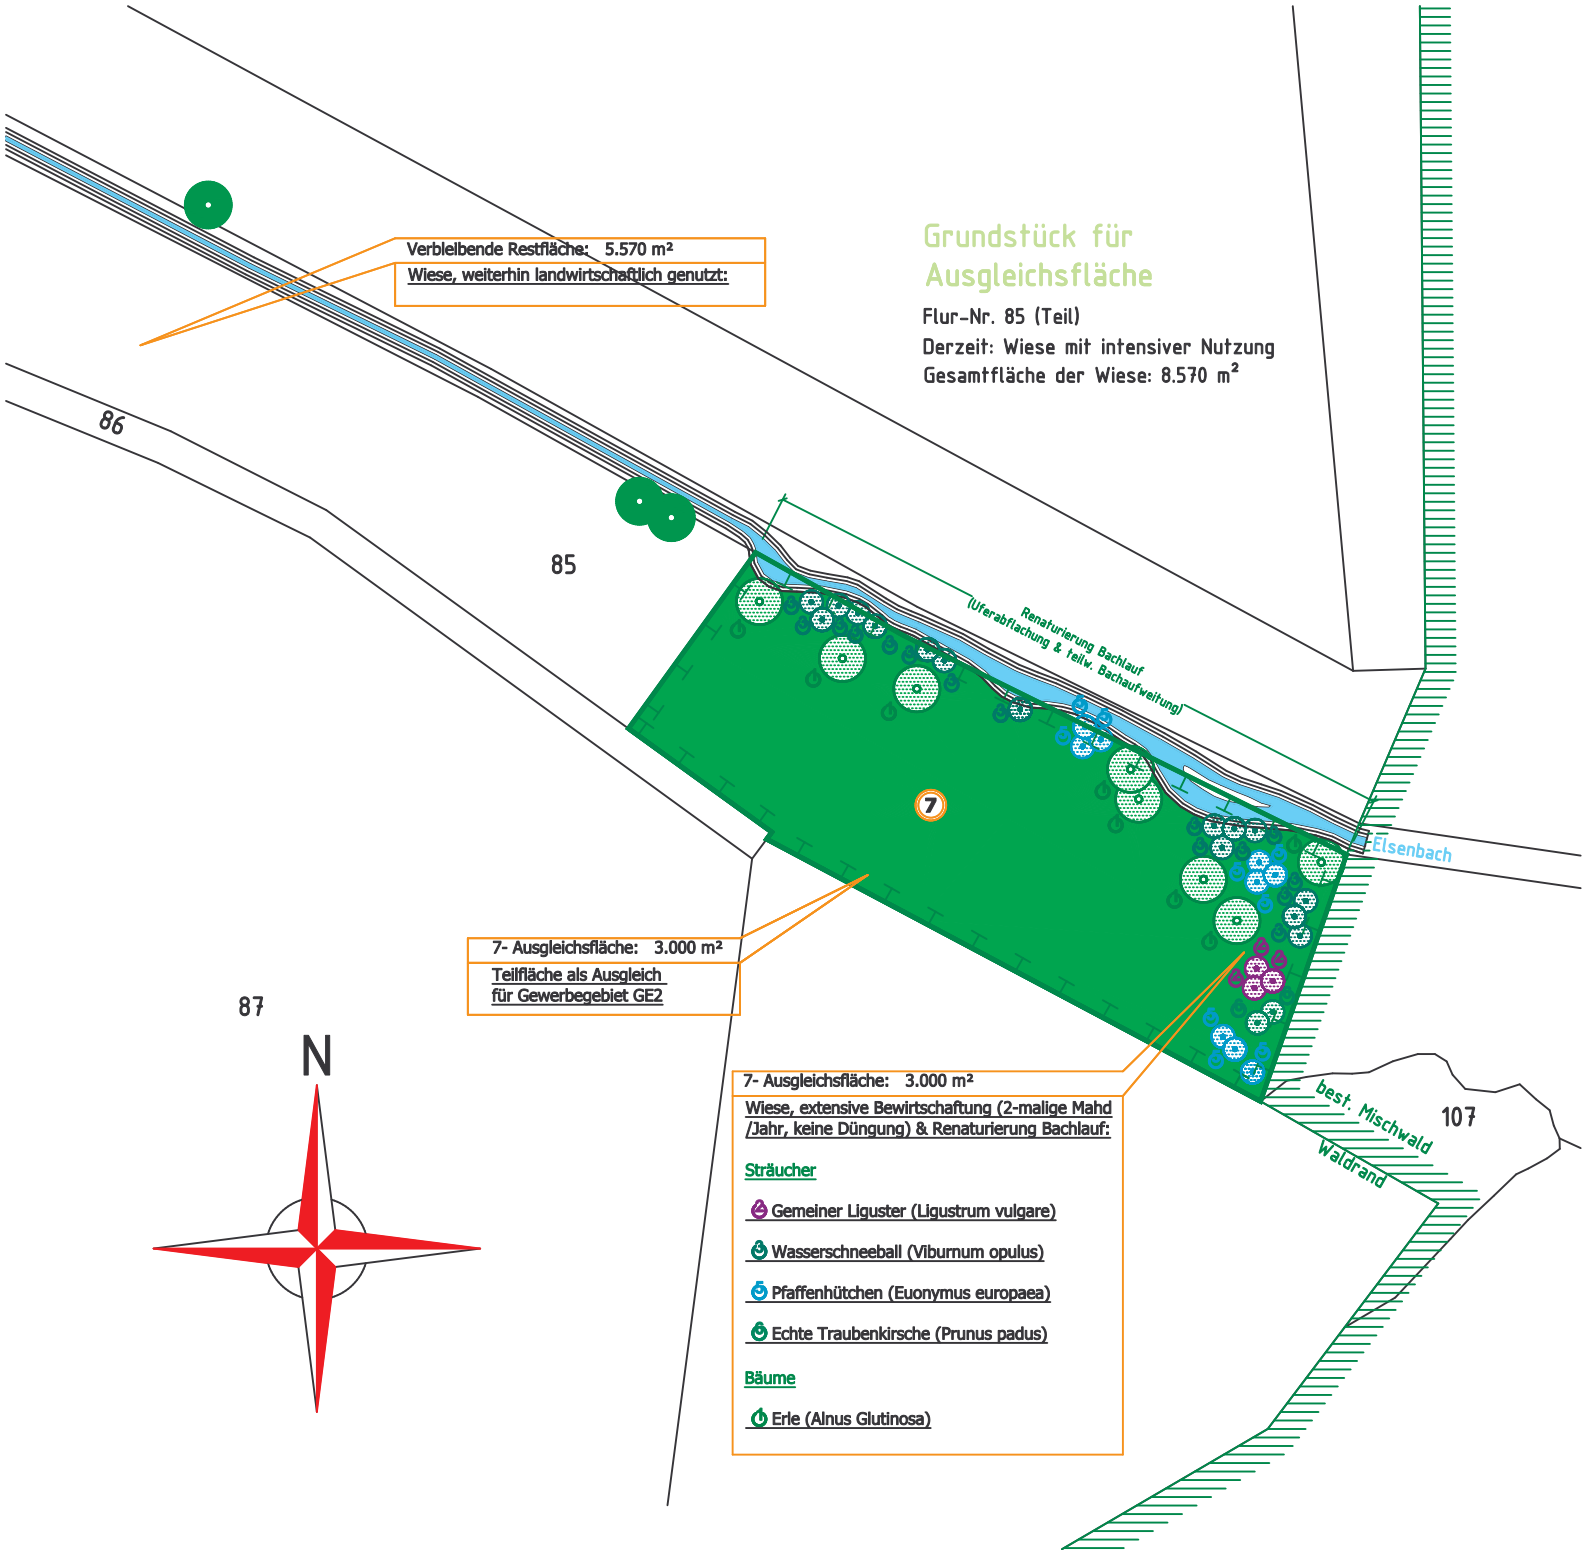 Grundstück für
Ausgleichsfläche
Flur-Nr. 85 (Teil)
Derzeit: Wiese mit intensiver Nutzung
Gesamtfläche der Wiese: 8.570 m²
Verbleibende Restfläche: 5.570 m²
Wiese, weiterhin landwirtschaftlich genutzt:
86
85
Renaturierung Bachlauf
(Uferabflachung & teilw. Bachaufweitung)
7
Elsenbach
7- Ausgleichsfläche: 3.000 m²
Teilfläche als Ausgleich
für Gewerbegebiet GE2
87
N
7- Ausgleichsfläche: 3.000 m²
Wiese, extensive Bewirtschaftung (2-malige Mahd
/Jahr, keine Düngung) & Renaturierung Bachlauf:
Sträucher
Gemeiner Liguster (Ligustrum vulgare)
Wasserschneeball (Viburnum opulus)
Pfaffenhütchen (Euonymus europaea)
Echte Traubenkirsche (Prunus padus)
Bäume
Erle (Alnus Glutinosa)
best. Mischwald
Waldrand
107